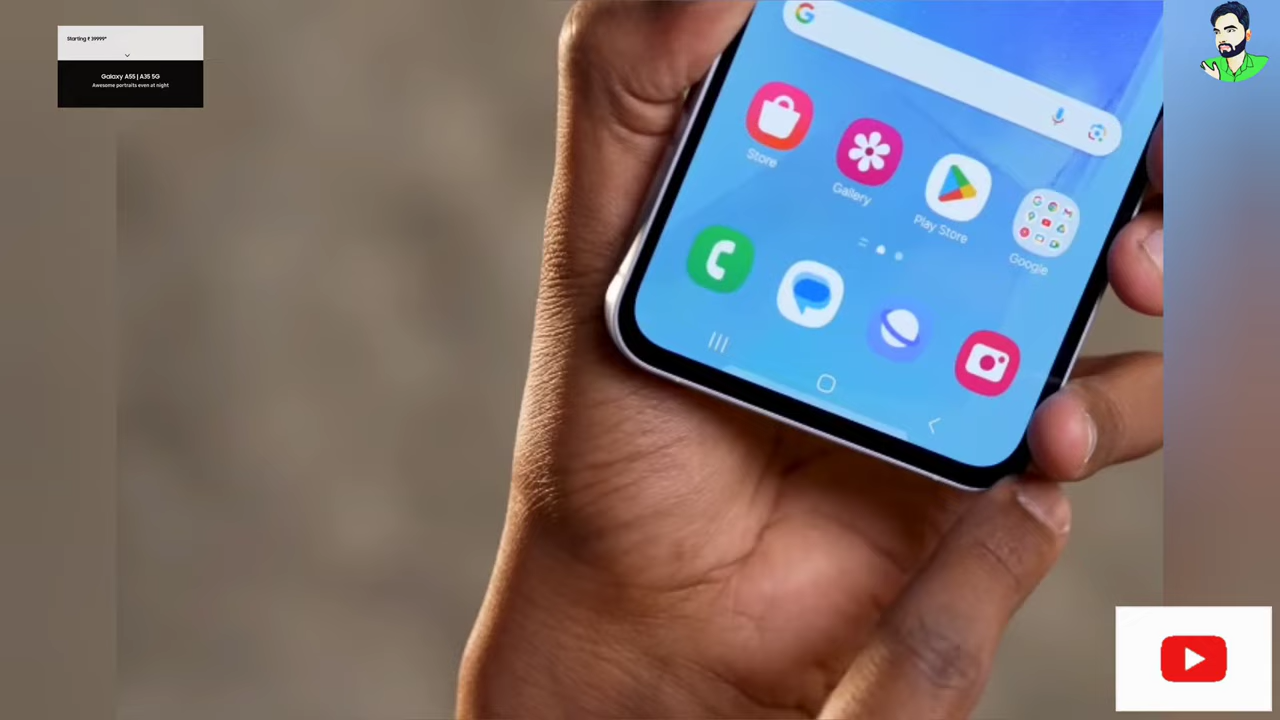 Starting ₹ 39999*
Galaxy A55 | A35 5G
Awesome portraits even at night
G
Store
Gallery
Play Store
Google